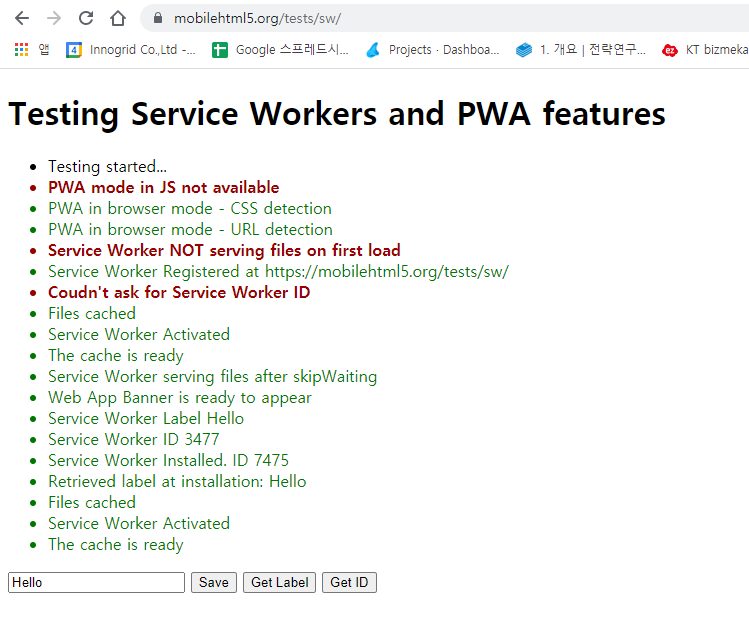 mobilehtml5.org/tests/sw/
앱 Innogrid Co.,Ltd -... Google 스프레드시... Projects · Dashboa... 1. 개요 | 전략연구... ez KT bizmeka
Testing Service Workers and PWA features
Testing started...
PWA mode in JS not available
PWA in browser mode - CSS detection
PWA in browser mode - URL detection
Service Worker NOT serving files on first load
Service Worker Registered at https://mobilehtml5.org/tests/sw/
Coudn't ask for Service Worker ID
Files cached
Service Worker Activated
The cache is ready
Service Worker serving files after skipWaiting
Web App Banner is ready to appear
Service Worker Label Hello
Service Worker ID 3477
Service Worker Installed. ID 7475
Retrieved label at installation: Hello
Files cached
Service Worker Activated
The cache is ready
Hello Save Get Label Get ID